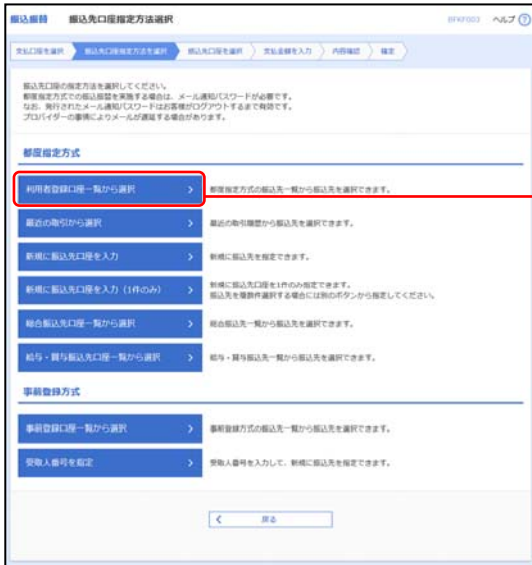 振込振替 振込先口座指定方法選択 BFKF003 ヘルプ ?
支払口座を選択 振込先口座指定方法を選択 振込先口座を選択 支払金額を入力 内容確認 確定
振込先口座の指定方法を選択してください。
都度指定方式での振込振替を実施する場合は、メール通知パスワードが必要です。
なお、発行されたメール通知パスワードはお客様がログアウトするまで有効です。
プロバイダーの事情によりメールが遅延する場合があります。
都度指定方式
利用者登録口座一覧から選択 都度指定方式の振込先一覧から振込先を選択できます。
最近の取引から選択 最近の取引履歴から振込先を選択できます。
新規に振込先口座を入力 新規に振込先を指定できます。
新規に振込先口座を入力（1件のみ） 新規に振込先口座を1件のみ指定できます。
振込先を複数件選択する場合には別のボタンから指定してください。
総合振込先口座一覧から選択 総合振込先一覧から振込先を選択できます。
給与・賞与振込先口座一覧から選択 給与・賞与振込先一覧から振込先を選択できます。
事前登録方式
事前登録口座一覧から選択 事前登録方式の振込先一覧から振込先を選択できます。
受取人番号を指定 受取人番号を入力して、新規に振込先を指定できます。
戻る